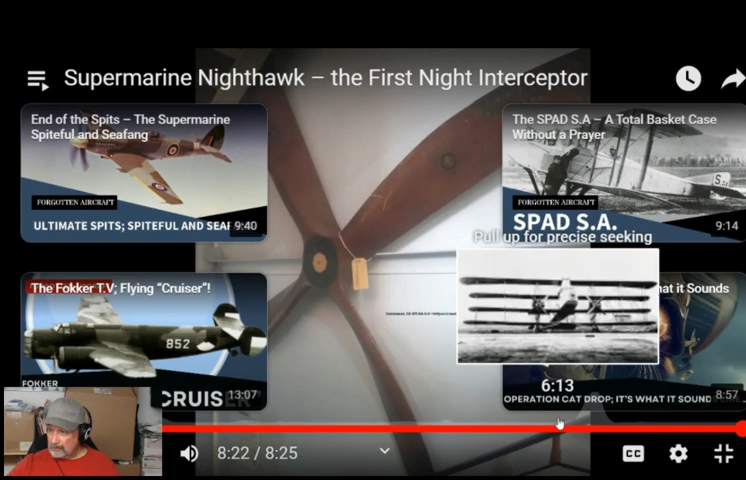 Supermarine Nighthawk – the First Night Interceptor
End of the Spits – The Supermarine
Spiteful and Seafang
FORGOTTEN AIRCRAFT
ULTIMATE SPITS; SPITEFUL AND SEAF
9:40
The SPAD S.A – A Total Basket Case
Without a Prayer
S.
FORGOTTEN AIRCRAFT
SPAD S.A.
9:14
Pull up for precise seeking
The Fokker T.V; Flying "Cruiser"!
852
FOKKER
CRUIS
13:07
hat it Sounds
6:13
OPERATION CAT DROP; IT'S WHAT IT SOUND
8:57
8:22 / 8:25
CC